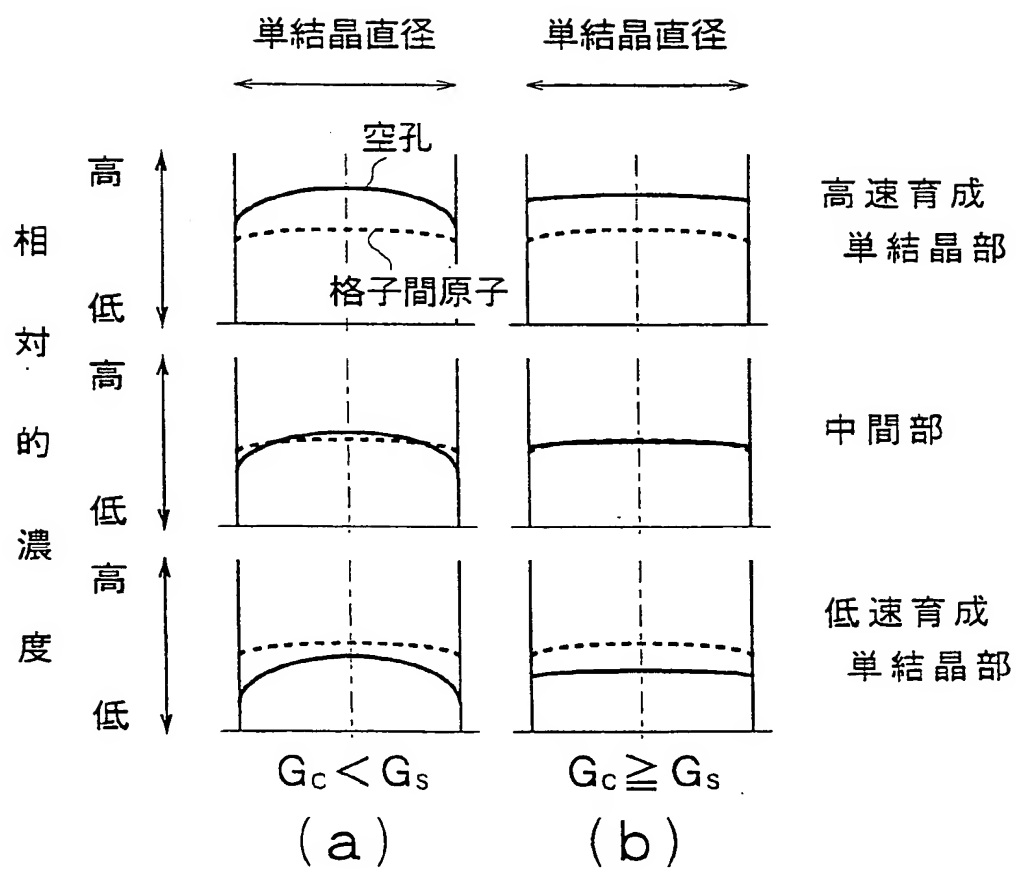 単結晶直径
単結晶直径
相対的濃度
高
空孔
格子間原子
低
高速育成
単結晶部
高
低
中間部
高
低
低速育成
単結晶部
Gc<Gs
Gc≧Gs
(a)
(b)